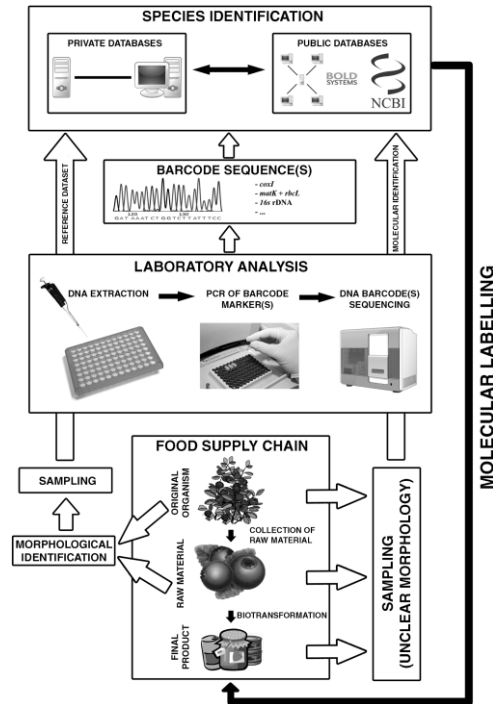 SPECIES IDENTIFICATION
PRIVATE DATABASES
PUBLIC DATABASES
BOLD
SYSTEMS
NCBI
REFERENCE DATASET
BARCODE SEQUENCE(S)
- coxI
- matK + rbcL
- 16s rDNA
- ...
MOLECULAR IDENTIFICATION
LABORATORY ANALYSIS
DNA EXTRACTION
PCR OF BARCODE
MARKER(S)
DNA BARCODE(S)
SEQUENCING
MOLECULAR LABELLING
FOOD SUPPLY CHAIN
SAMPLING
MORPHOLOGICAL
IDENTIFICATION
ORIGINAL
ORGANISM
COLLECTION OF
RAW MATERIAL
RAW MATERIAL
BIOTRANSFORMATION
FINAL
PRODUCT
SAMPLING
(UNCLEAR MORPHOLOGY)